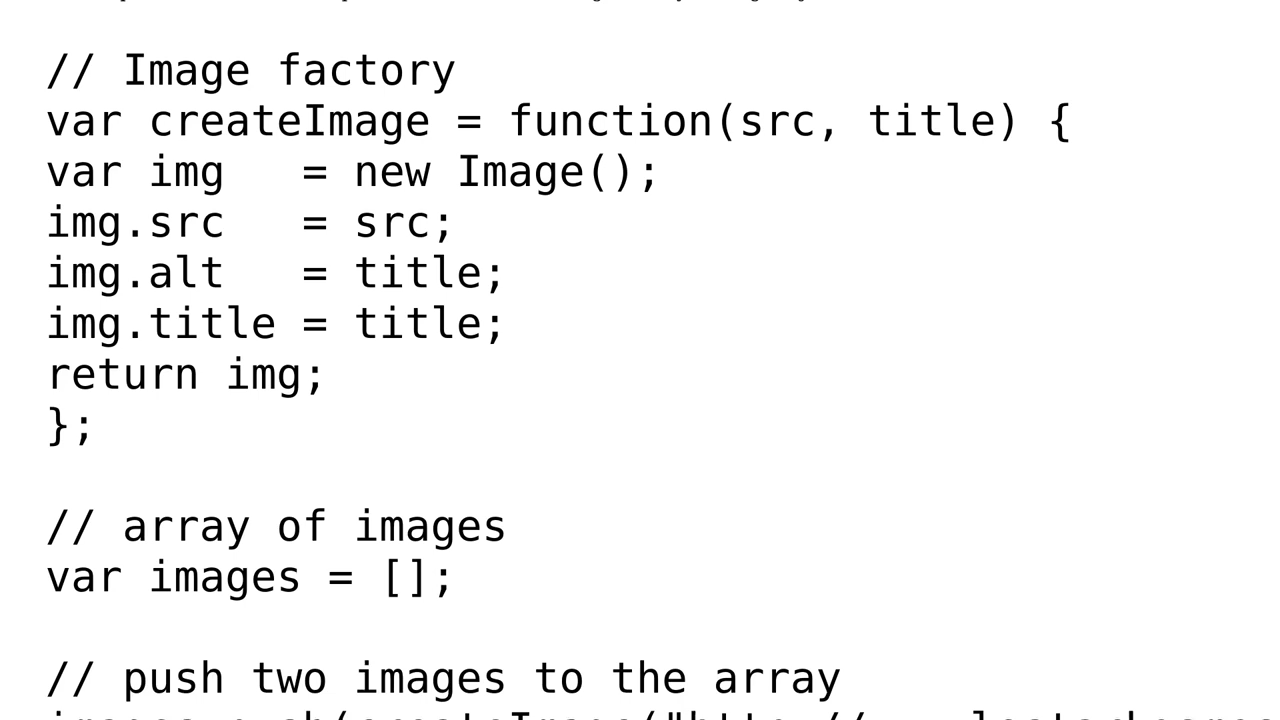 // Image factory
var createImage = function(src, title) {
var img   = new Image();
img.src   = src;
img.alt   = title;
img.title = title;
return img;
};

// array of images
var images = [];

// push two images to the array